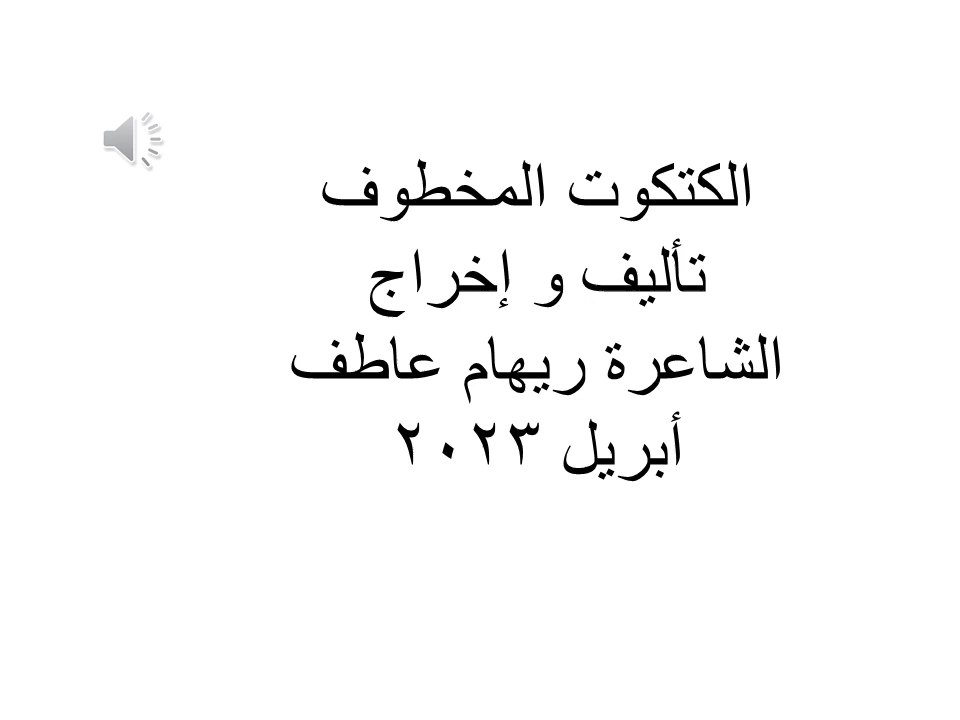 الكتكوت المخطوف
تأليف و إخراج
الشاعرة ريهام عاطف
أبريل ٢٠٢٣